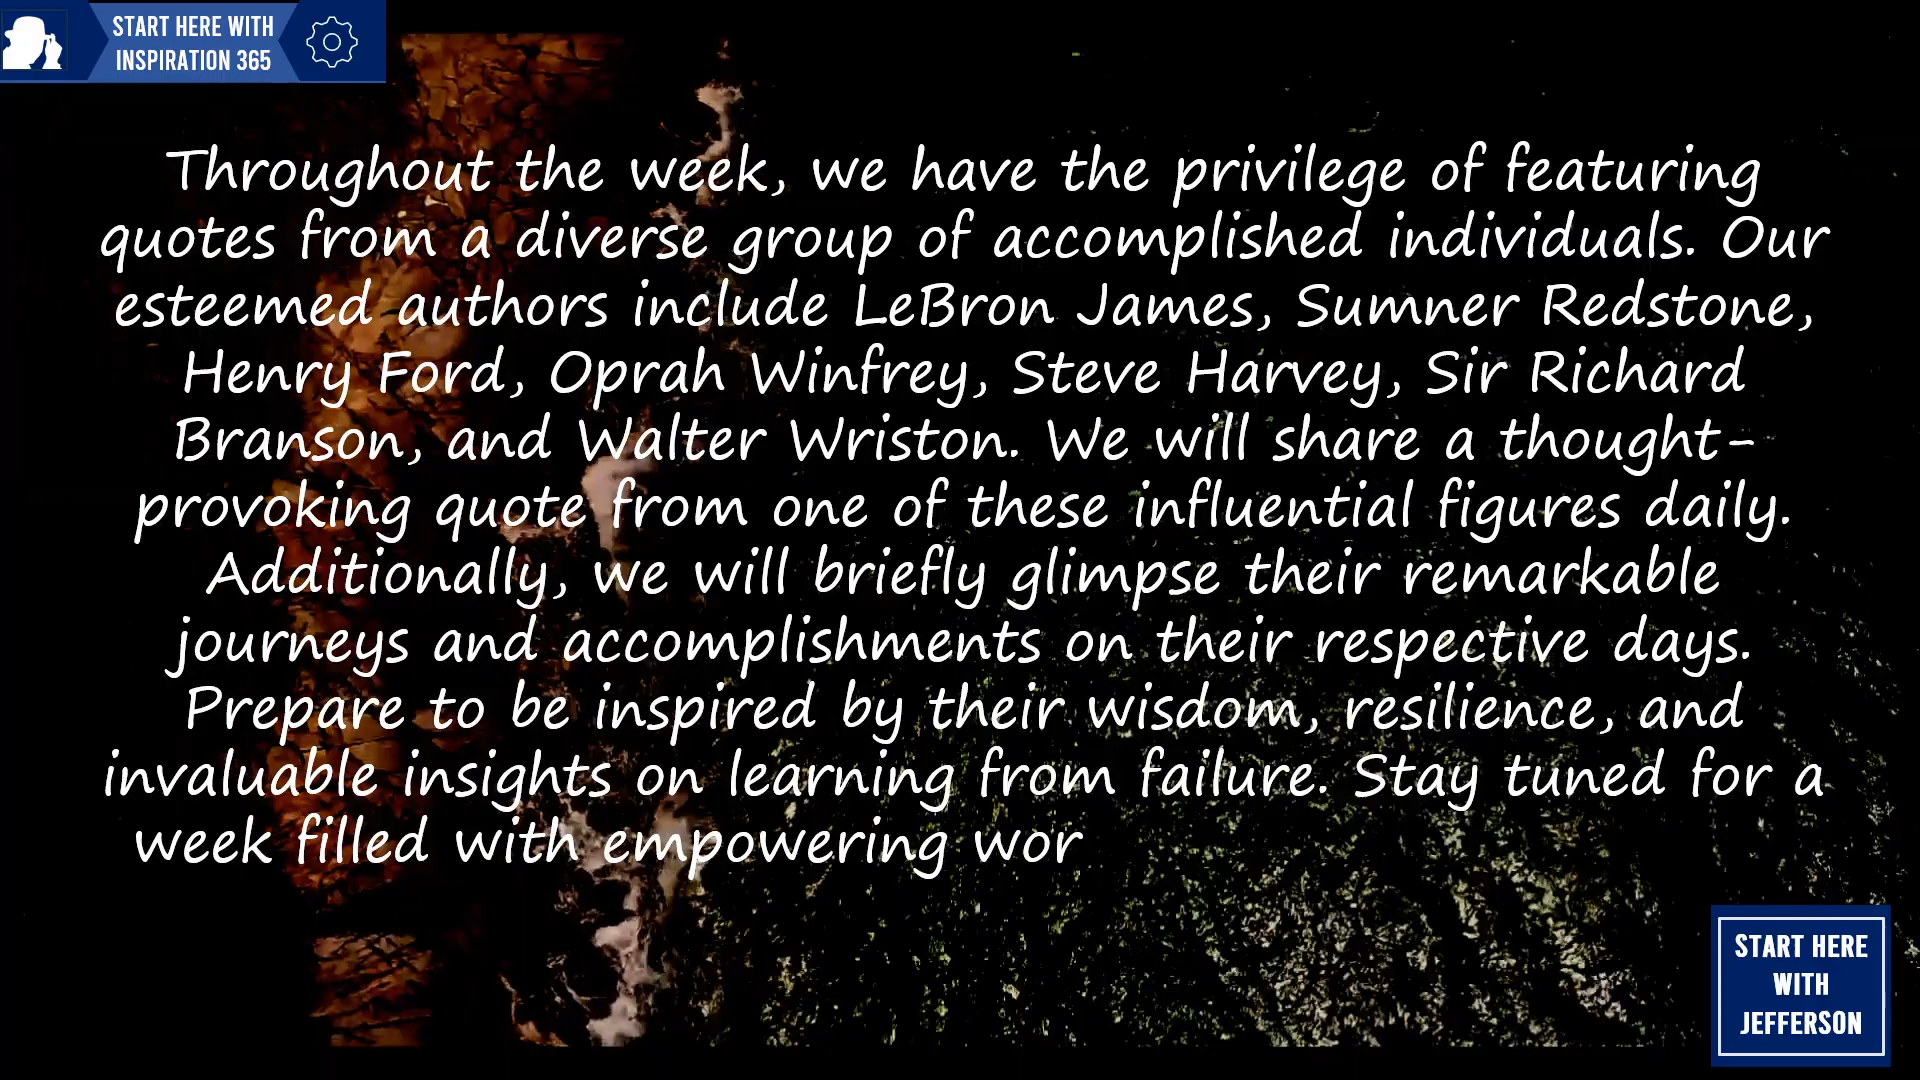 START HERE WITH
INSPIRATION 365
Throughout the week, we have the privilege of featuring
quotes from a diverse group of accomplished individuals. Our
esteemed authors include LeBron James, Sumner Redstone,
Henry Ford, Oprah Winfrey, Steve Harvey, Sir Richard
Branson, and Walter Wriston. We will share a thought-
provoking quote from one of these influential figures daily.
Additionally, we will briefly glimpse their remarkable
journeys and accomplishments on their respective days.
Prepare to be inspired by their wisdom, resilience, and
invaluable insights on learning from failure. Stay tuned for a
week filled with empowering wor
START HERE
WITH
JEFFERSON